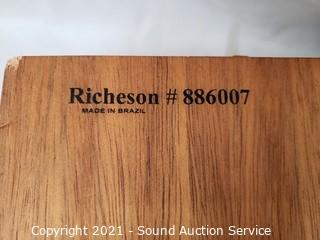 Richeson # 886007
MADE IN BRAZIL
Copyright 2021 - Sound Auction Service